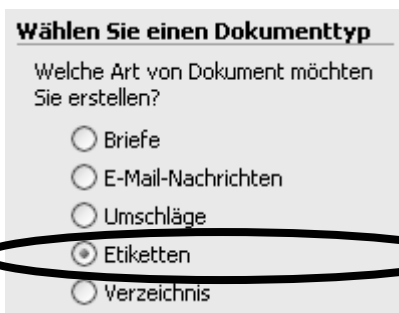 Wählen Sie einen Dokumenttyp
Welche Art von Dokument möchten
Sie erstellen?
Briefe
E-Mail-Nachrichten
Umschläge
Etiketten
Verzeichnis